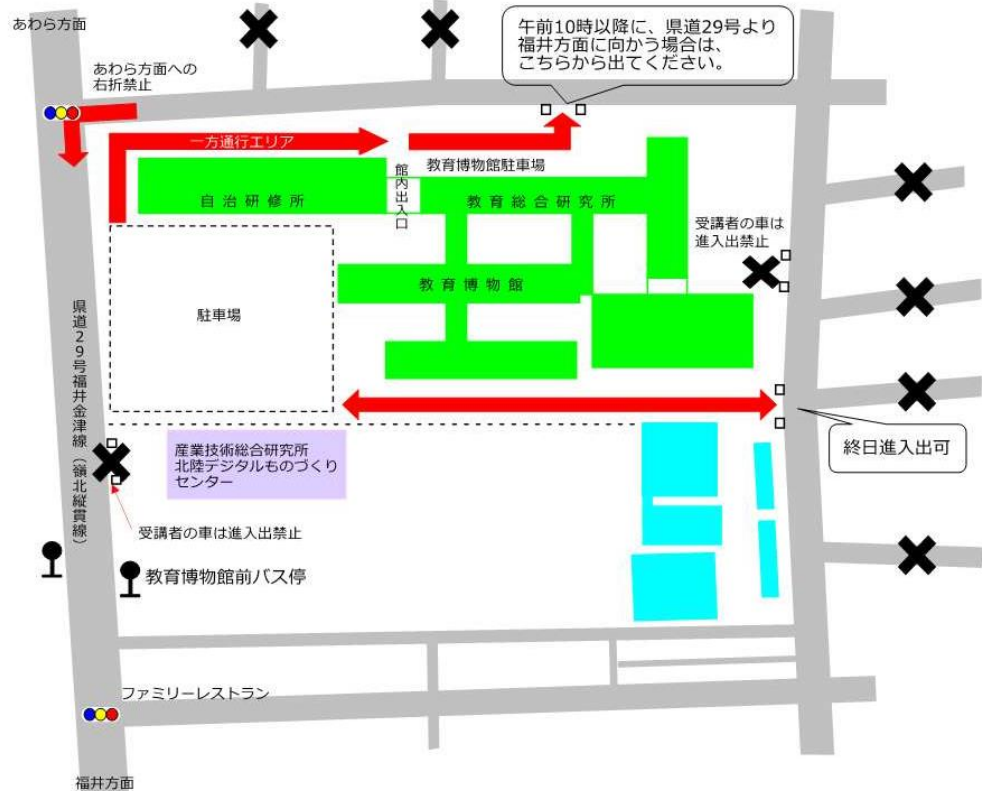 あわら方面
午前10時以降に、県道29号より
福井方面に向かう場合は、
こちらから出てください。
あわら方面への
右折禁止
一方通行エリア
教育博物館駐車場
館内出入口
自治研修所
教育総合研究所
受講者の車は
進入出禁止
教育博物館
駐車場
県道29号福井金津線（嶺北縦貫線）
終日進入出可
産業技術総合研究所
北陸デジタルものづくり
センター
受講者の車は進入出禁止
教育博物館前バス停
ファミリーレストラン
福井方面